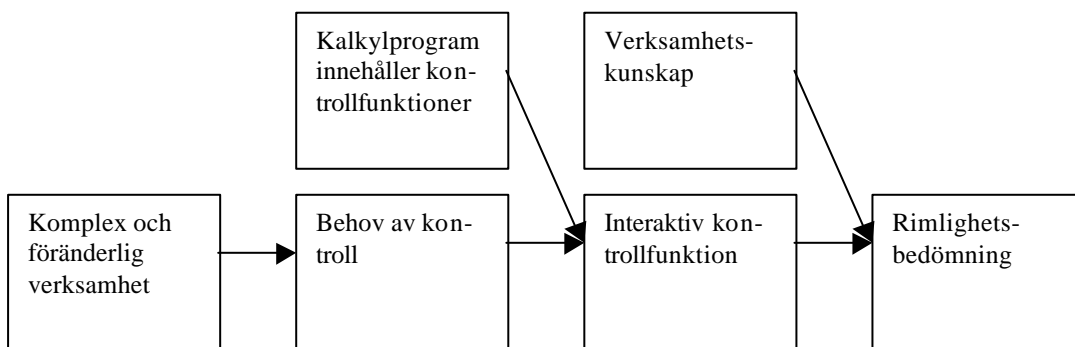 Kalkylprogram
innehåller kon-
trollfunktioner
Verksamhets-
kunskap
Komplex och
föränderlig
verksamhet
Behov av kon-
troll
Interaktiv kon-
trollfunktion
Rimlighets-
bedömning